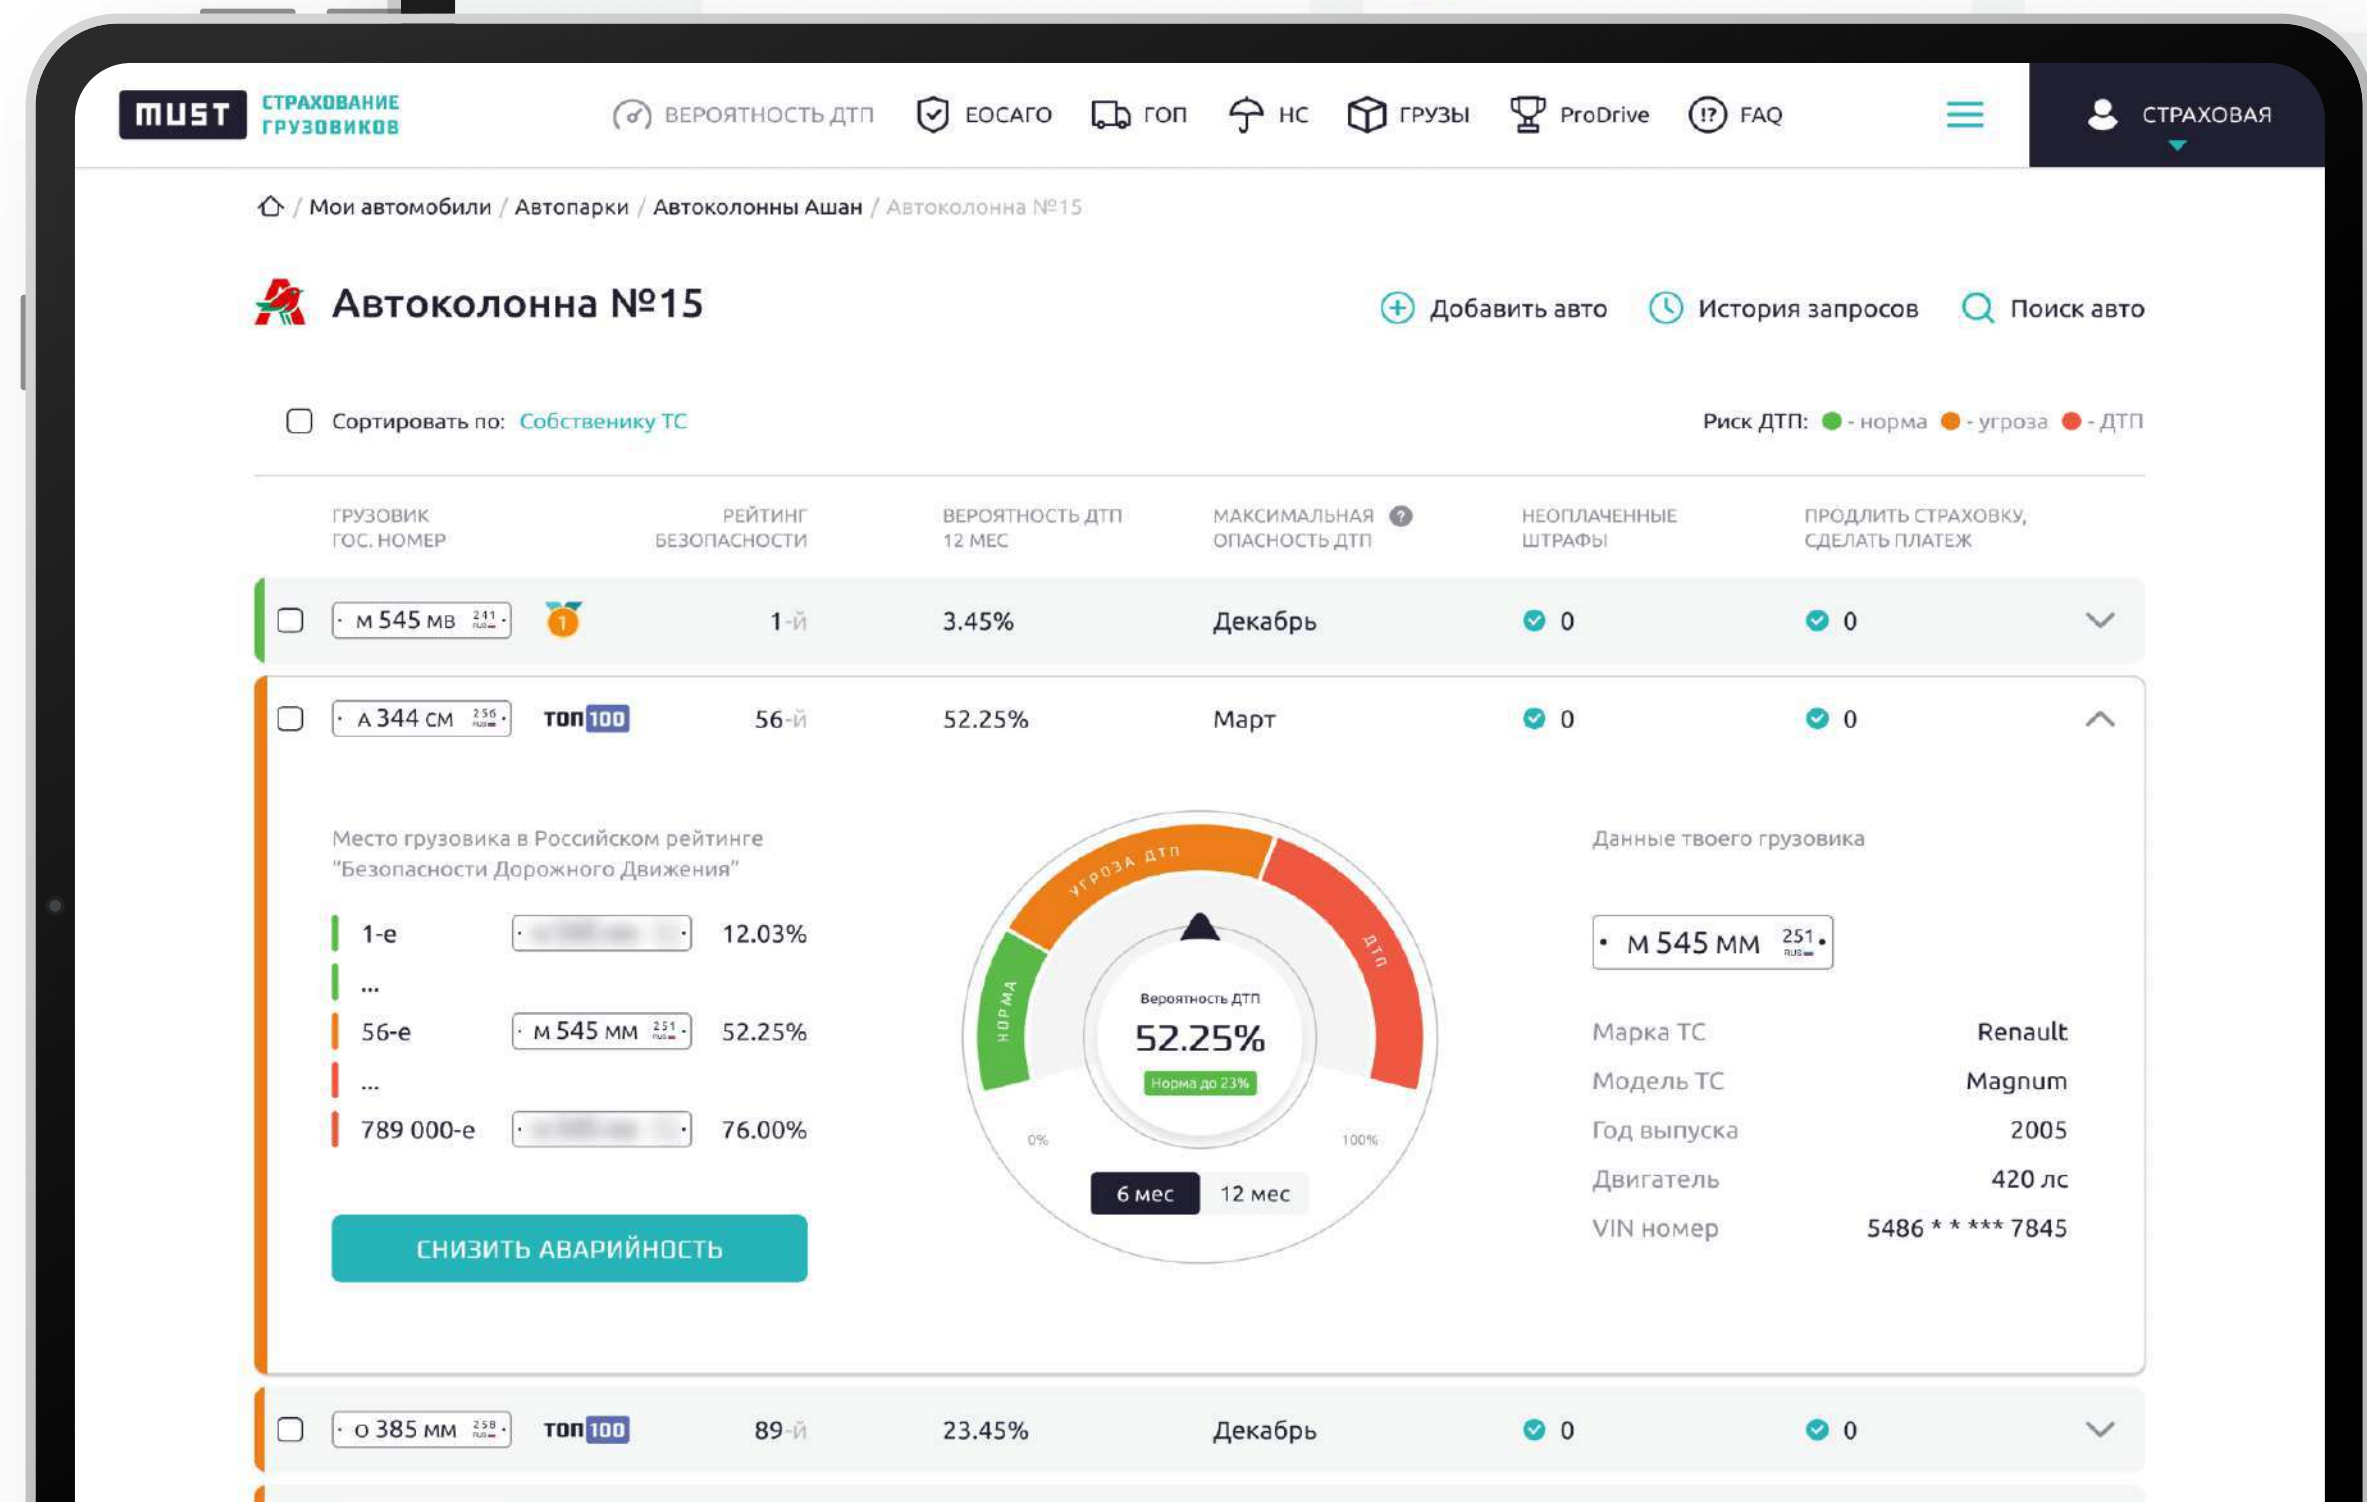 MUST СТРАХОВАНИЕ ГРУЗОВИКОВ
ВЕРОЯТНОСТЬ ДТП ЕОСАГО ГОП НС ГРУЗЫ ProDrive !? FAQ СТРАХОВАЯ
/ Мои автомобили / Автопарки / Автоколонны Ашан / Автоколонна №15
Автоколонна №15
Добавить авто История запросов Поиск авто
Сортировать по: Собственику ТС
Риск ДТП: - норма - угроза - ДТП
ГРУЗОВИК ГОС. НОМЕР
РЕЙТИНГ БЕЗОПАСНОСТИ
ВЕРОЯТНОСТЬ ДТП 12 МЕС
МАКСИМАЛЬНАЯ ? ОПАСНОСТЬ ДТП
НЕОПЛАЧЕННЫЕ ШТРАФЫ
ПРОДЛИТЬ СТРАХОВКУ, СДЕЛАТЬ ПЛАТЕЖ
м 545 мв 241 RUS 1 1-й 3.45% Декабрь 0 0
А 344 см 256 RUS ТОП 100 56-й 52.25% Март 0 0
Место грузовика в Российском рейтинге
"Безопасности Дорожного Движения"
1-е 12.03%
...
56-е м 545 мм 251 RUS 52.25%
...
789 000-е 76.00%
СНИЗИТЬ АВАРИЙНОСТЬ
НОРМА
УГРОЗА ДТП
ДТП
Вероятность ДТП
52.25%
Норма до 23%
0% 100%
6 мес 12 мес
Данные твоего грузовика
м 545 мм 251 RUS
Марка ТС Renault
Модель ТС Magnum
Год выпуска 2005
Двигатель 420 лс
VIN номер 5486 * * *** 7845
о 385 мм 258 RUS ТОП 100 89-й 23.45% Декабрь 0 0